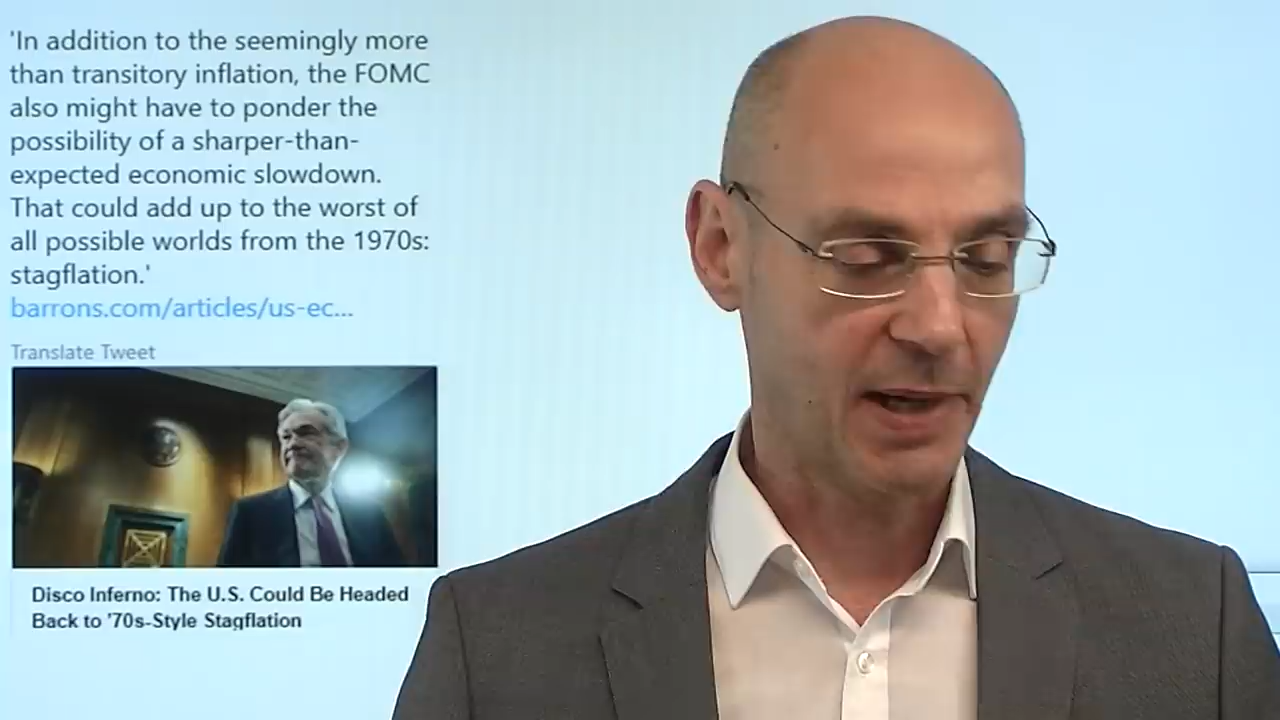 'In addition to the seemingly more
than transitory inflation, the FOMC
also might have to ponder the
possibility of a sharper-than-
expected economic slowdown.
That could add up to the worst of
all possible worlds from the 1970s:
stagflation.'
barrons.com/articles/us-ec...
Translate Tweet
Disco Inferno: The U.S. Could Be Headed
Back to '70s-Style Stagflation